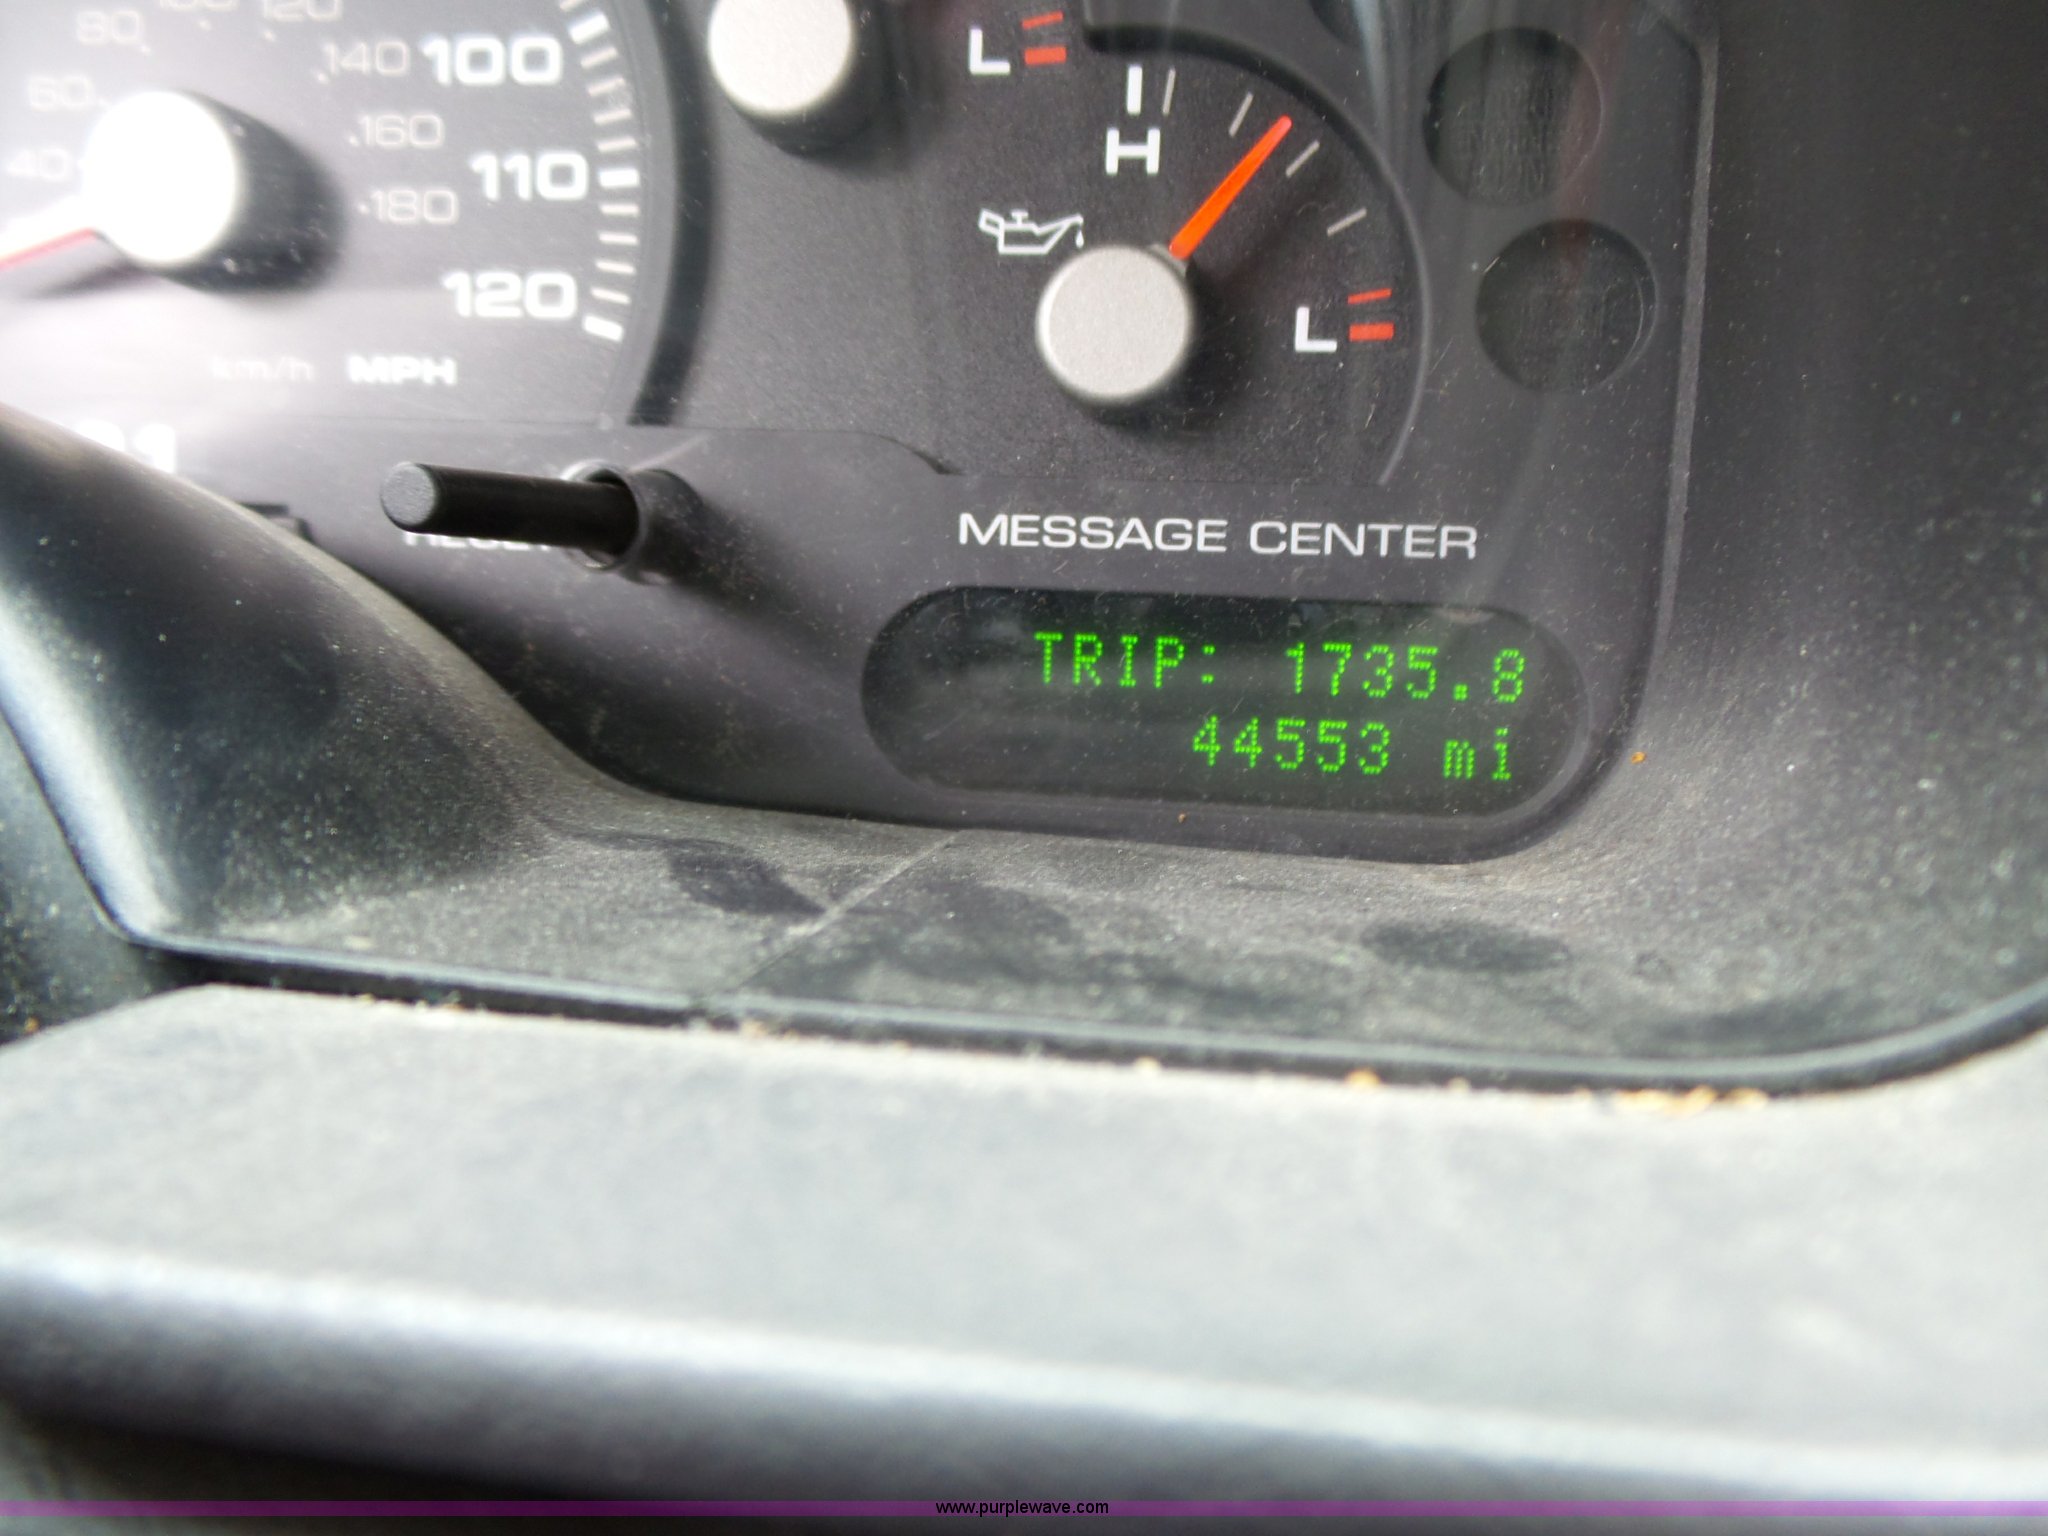 80 100 120
60 140 100
40 160 110
180
120
km/h MPH
L
H
L
RESET
MESSAGE CENTER
TRIP: 1735.8
44553 mi
www.purplewave.com